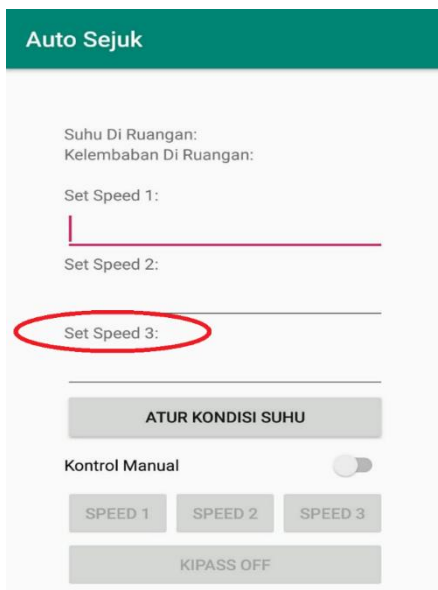 Auto Sejuk
Suhu Di Ruangan:
Kelembaban Di Ruangan:
Set Speed 1:
Set Speed 2:
Set Speed 3:
ATUR KONDISI SUHU
Kontrol Manual
SPEED 1 SPEED 2 SPEED 3
KIPASS OFF